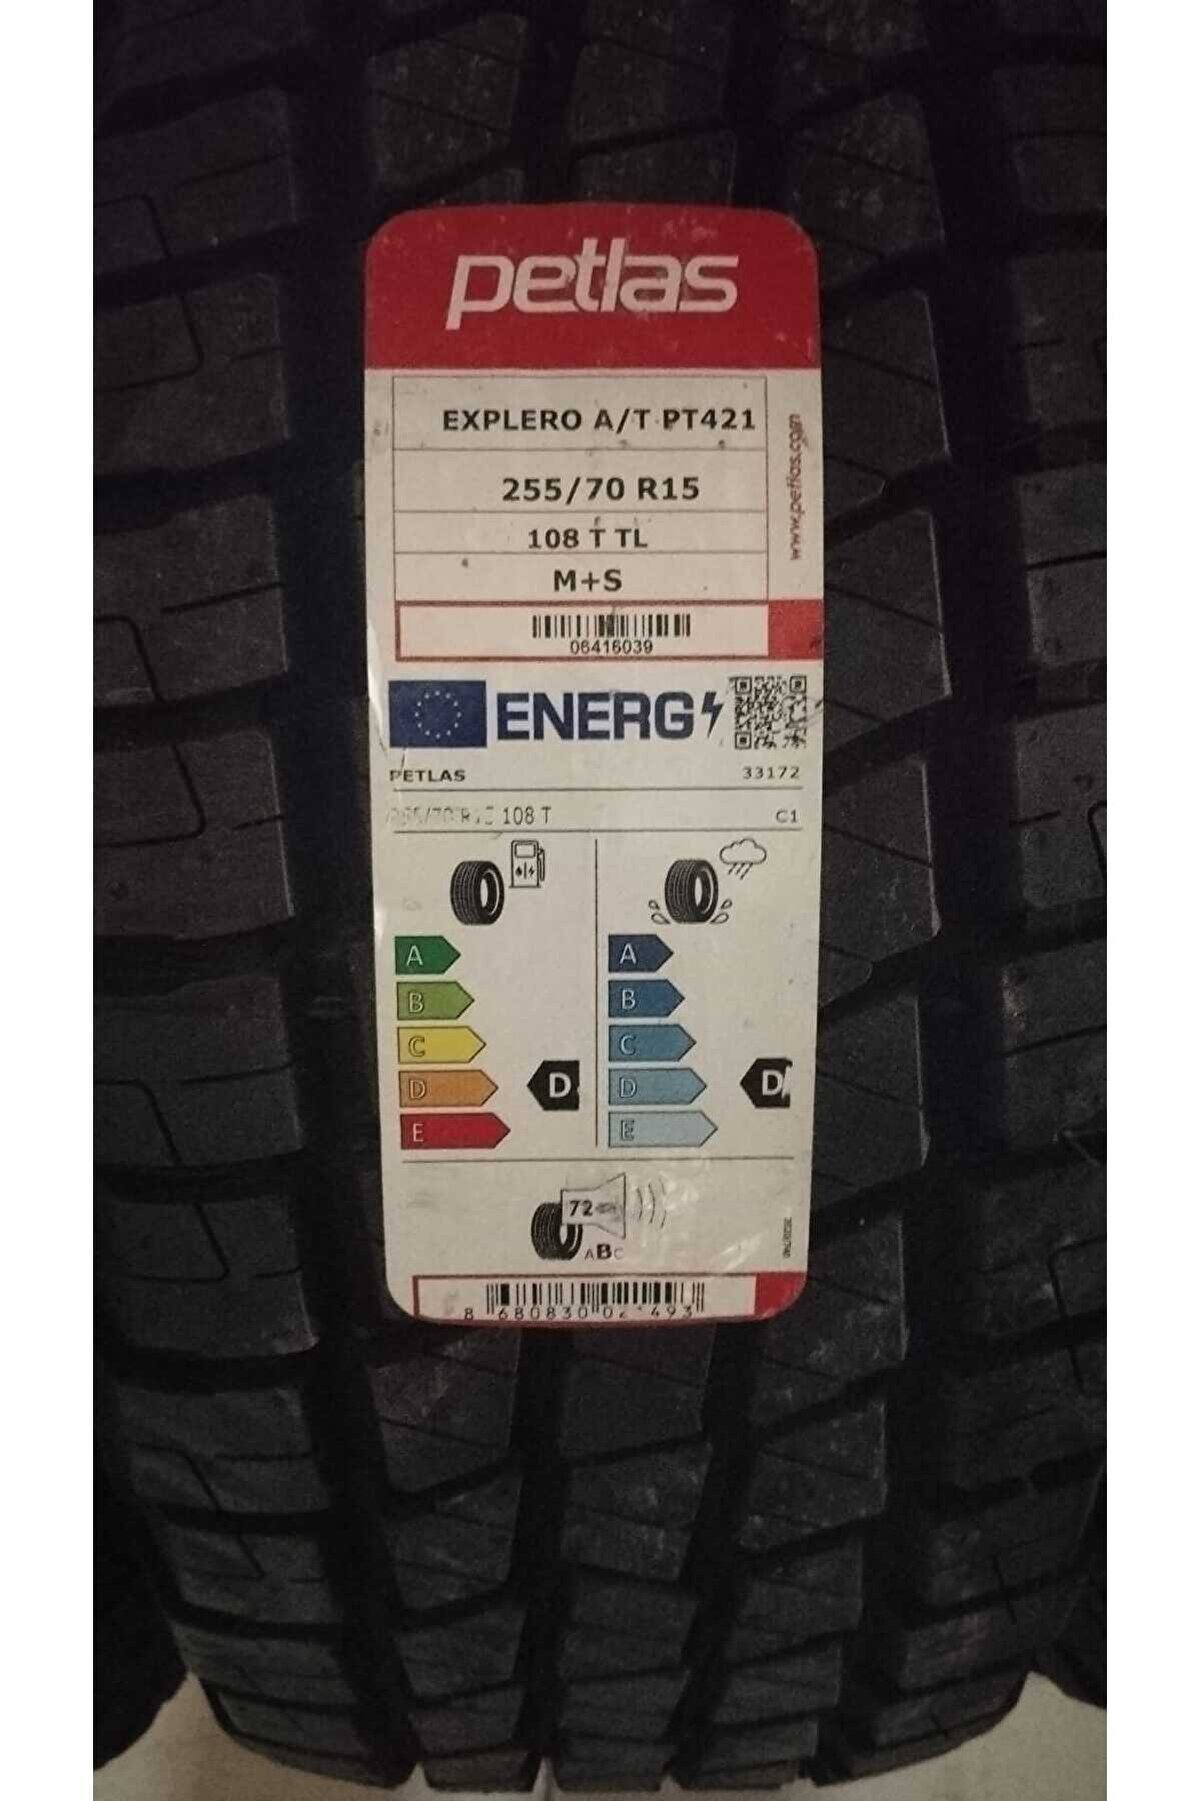 petlas
EXPLERO A/T PT421
255/70 R15
108 T TL
M+S
www.petlas.com
06416039
ENERG
PETLAS 33172
108 T C1
A A
B B
C C
D D D D
E E
72
ABC